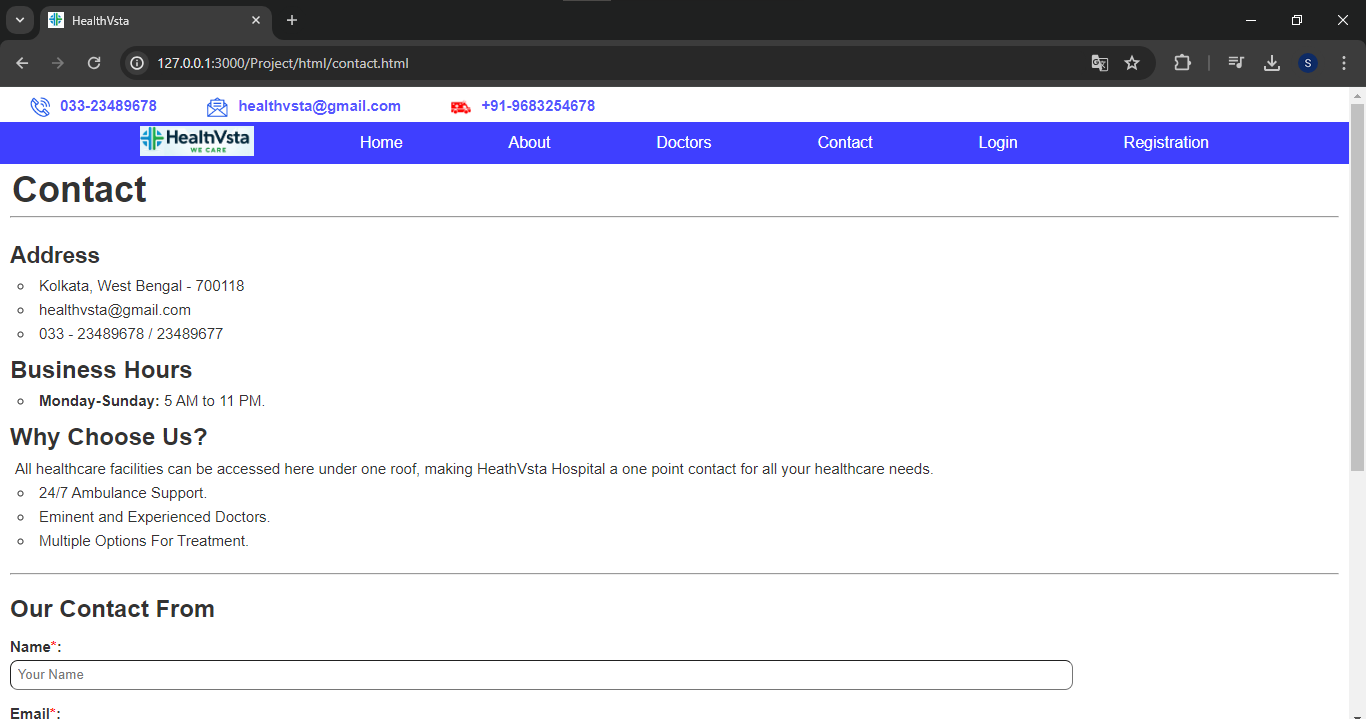 HealthVsta
127.0.0.1:3000/Project/html/contact.html
S
033-23489678 healthvsta@gmail.com +91-9683254678
HealthVsta
WE CARE
Home About Doctors Contact Login Registration
Contact
Address
Kolkata, West Bengal - 700118
healthvsta@gmail.com
033 - 23489678 / 23489677
Business Hours
Monday-Sunday: 5 AM to 11 PM.
Why Choose Us?
All healthcare facilities can be accessed here under one roof, making HeathVsta Hospital a one point contact for all your healthcare needs.
24/7 Ambulance Support.
Eminent and Experienced Doctors.
Multiple Options For Treatment.
Our Contact From
Name*:
Your Name
Email*: